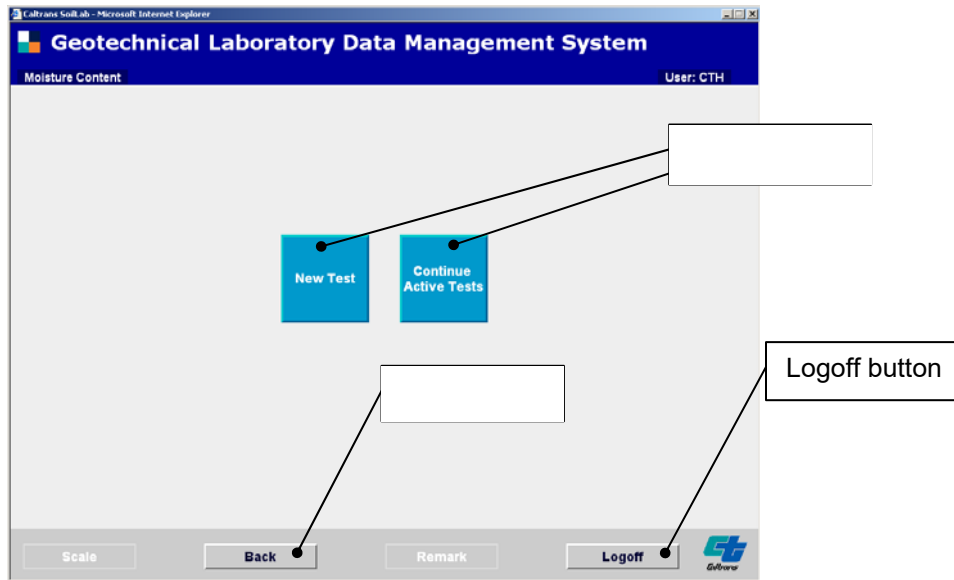 Caltrans SoilLab - Microsoft Internet Explorer
Geotechnical Laboratory Data Management System
Moisture Content
User: CTH
New Test
Continue
Active Tests
Logoff button
Scale
Back
Remark
Logoff
Caltrans